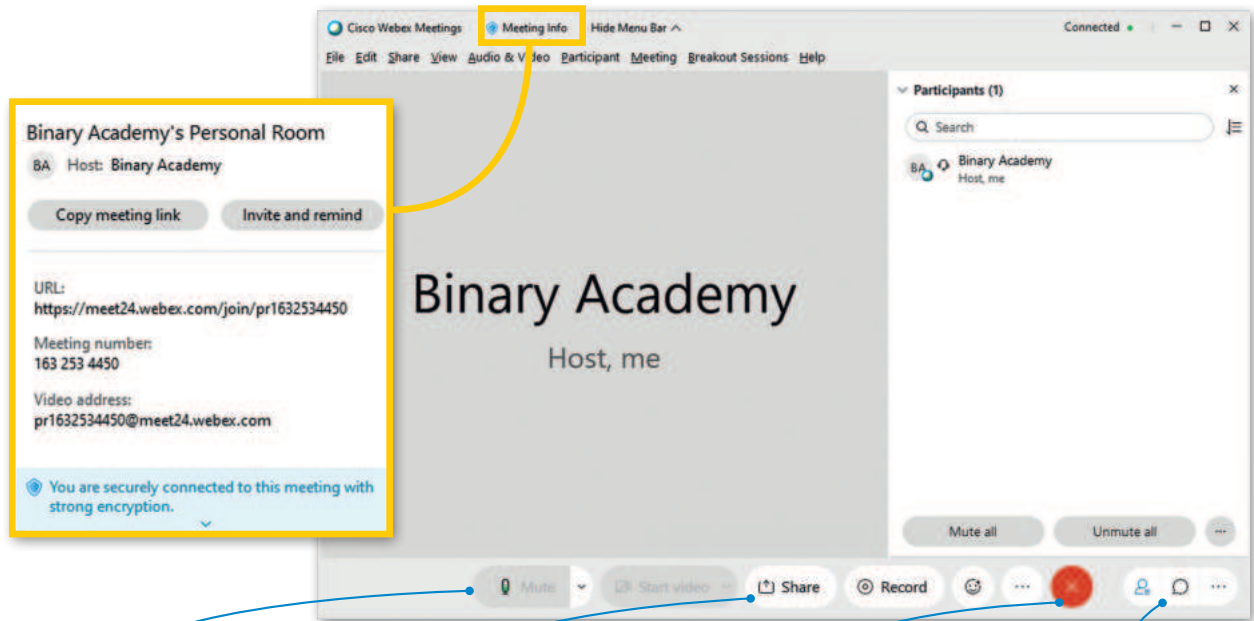 Cisco Webex Meetings Meeting Info Hide Menu Bar Connected
File Edit Share View Audio & Video Participant Meeting Breakout Sessions Help
Participants (1)
Search
BA Binary Academy
Host, me
Binary Academy's Personal Room
BA Host: Binary Academy
Copy meeting link Invite and remind
URL:
https://meet24.webex.com/join/pr1632534450
Meeting number:
163 253 4450
Video address:
pr1632534450@meet24.webex.com
You are securely connected to this meeting with
strong encryption.
Binary Academy
Host, me
Mute all Unmute all
Mute Start video Share Record